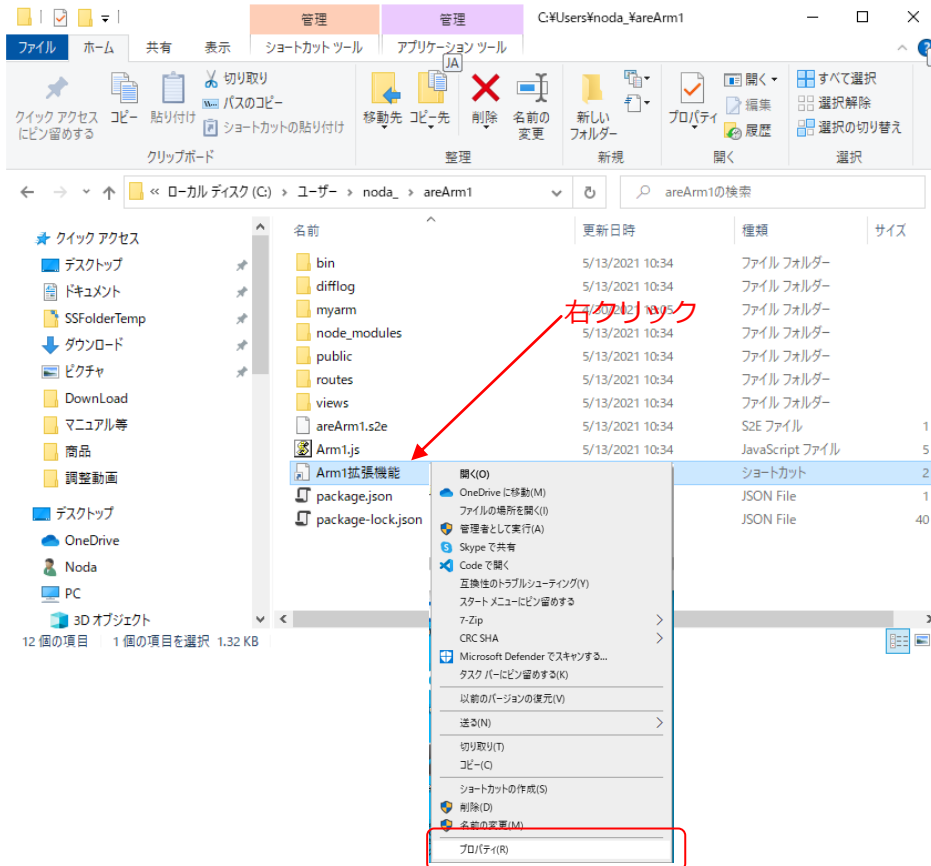 管理
管理
C:¥Users¥noda_¥areArm1
ファイル
ホーム
共有
表示
ショートカット ツール
アプリケーション ツール
JA
クイック アクセス
にピン留めする
コピー
貼り付け
切り取り
パスのコピー
ショートカットの貼り付け
クリップボード
移動先
コピー先
削除
名前の
変更
整理
新しい
フォルダー
新規
プロパティ
開く
編集
履歴
開く
すべて選択
選択解除
選択の切り替え
選択
« ローカル ディスク (C:) › ユーザー › noda_ › areArm1
areArm1の検索
クイック アクセス
デスクトップ
ドキュメント
SSFolderTemp
ダウンロード
ピクチャ
DownLoad
マニュアル等
商品
調整動画
デスクトップ
OneDrive
Noda
PC
3D オブジェクト
名前 更新日時 種類 サイズ
bin 5/13/2021 10:34 ファイル フォルダー
difflog 5/13/2021 10:34 ファイル フォルダー
myarm ファイル フォルダー
右クリック
node_modules 5/13/2021 10:34 ファイル フォルダー
public 5/13/2021 10:34 ファイル フォルダー
routes 5/13/2021 10:34 ファイル フォルダー
views 5/13/2021 10:34 ファイル フォルダー
areArm1.s2e 5/13/2021 10:34 S2E ファイル 1
Arm1.js 5/13/2021 10:34 JavaScript ファイル 5
Arm1拡張機能 ショートカット 2
package.json JSON File 1
package-lock.json JSON File 40
開く(O)
OneDrive に移動(M)
ファイルの場所を開く(I)
管理者として実行(A)
Skype で共有
Code で開く
互換性のトラブルシューティング(Y)
スタート メニューにピン留めする
7-Zip
CRC SHA
Microsoft Defender でスキャンする...
タスク バーにピン留めする(K)
以前のバージョンの復元(V)
送る(N)
切り取り(T)
コピー(C)
ショートカットの作成(S)
削除(D)
名前の変更(M)
プロパティ(R)
12 個の項目 1 個の項目を選択 1.32 KB